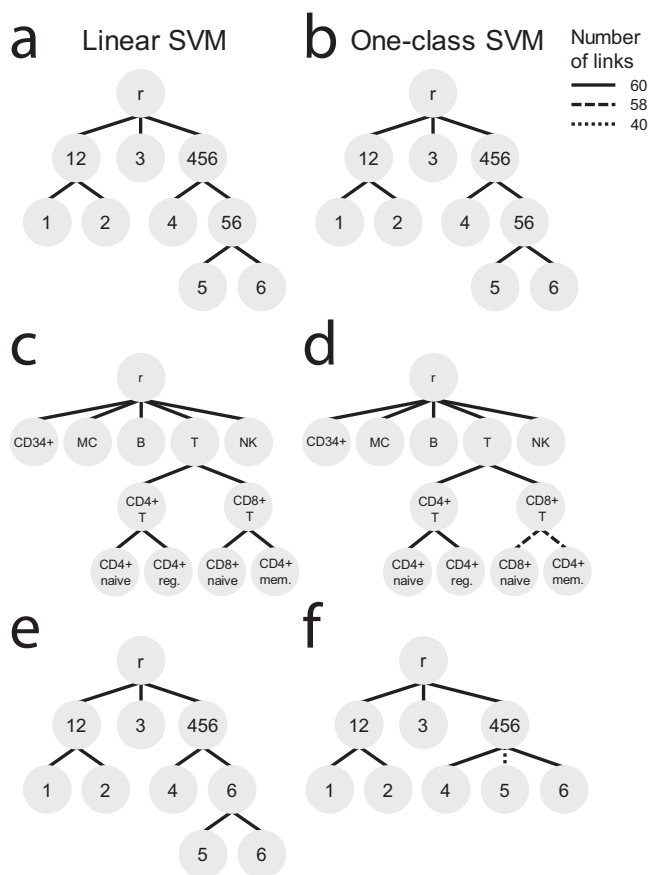 a Linear SVM
b One-class SVM
Number
of links
60
58
40
r
12 3 456
1 2 4 56
5 6
r
12 3 456
1 2 4 56
5 6
c
r
CD34+ MC B T NK
CD4+
T
CD8+
T
CD4+
naive
CD4+
reg.
CD8+
naive
CD4+
mem.
d
r
CD34+ MC B T NK
CD4+
T
CD8+
T
CD4+
naive
CD4+
reg.
CD8+
naive
CD4+
mem.
e
r
12 3 456
1 2 4 6
5 6
f
r
12 3 456
1 2 4 5 6